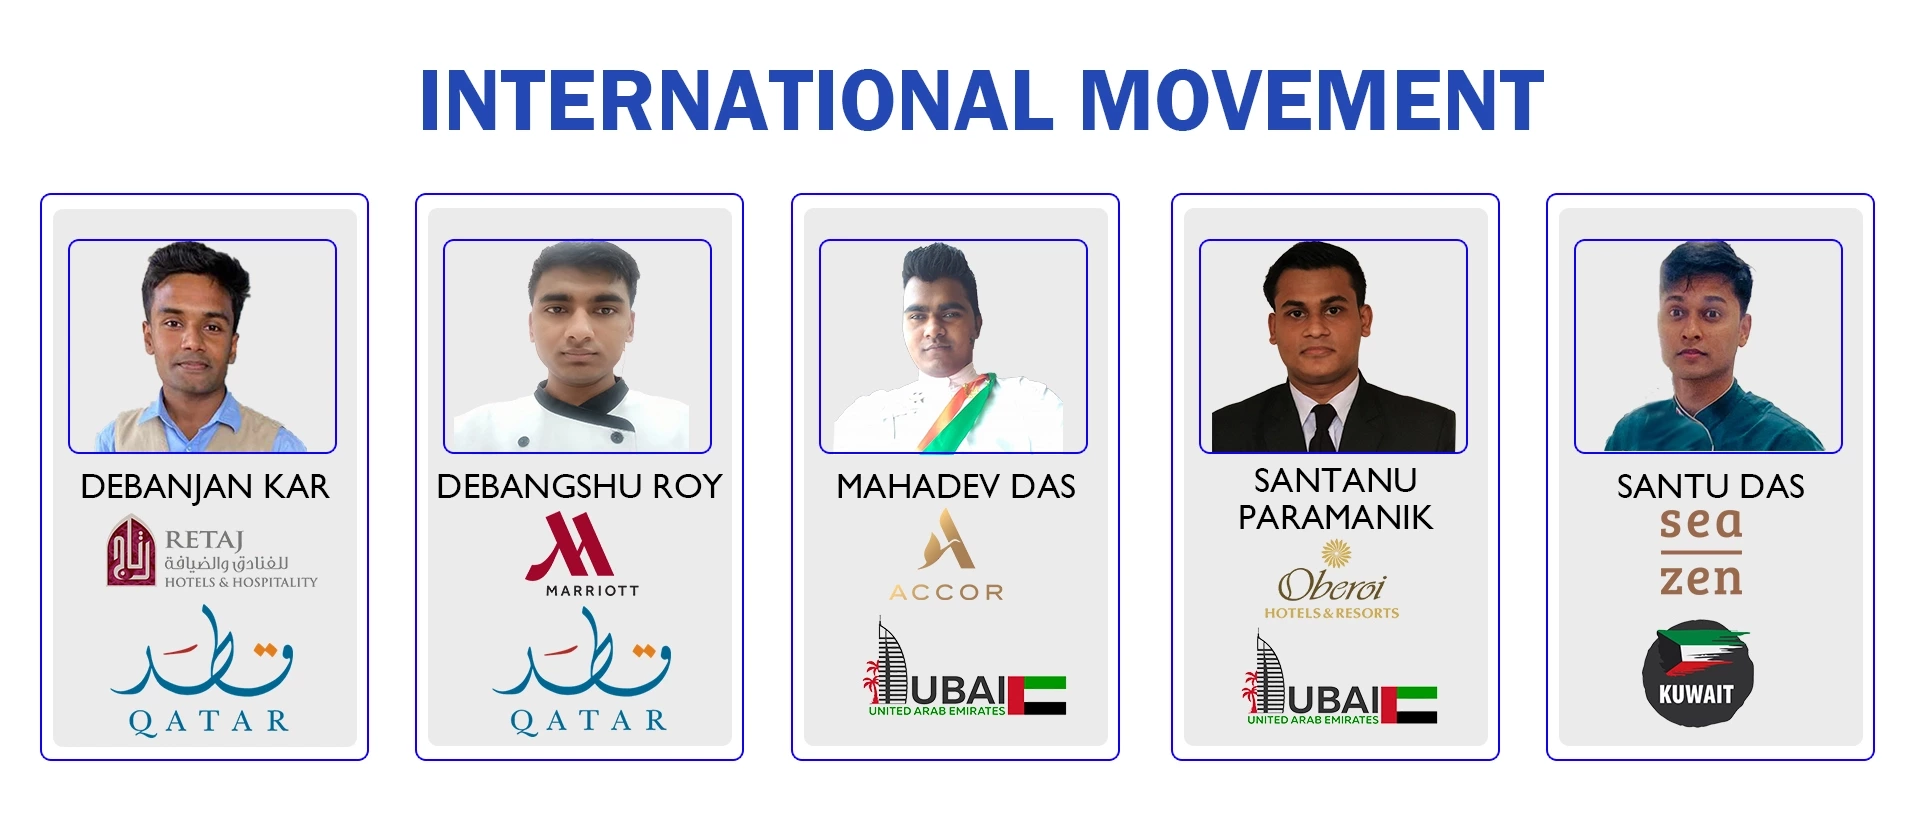 INTERNATIONAL MOVEMENT
DEBANJAN KAR
RETAJ
للفنادق والضيافة
HOTELS & HOSPITALITY
قطر
QATAR
DEBANGSHU ROY
MARRIOTT
قطر
QATAR
MAHADEV DAS
ACCOR
DUBAI
UNITED ARAB EMIRATES
SANTANU
PARAMANIK
Oberoi
HOTELS & RESORTS
DUBAI
UNITED ARAB EMIRATES
SANTU DAS
sea
zen
KUWAIT